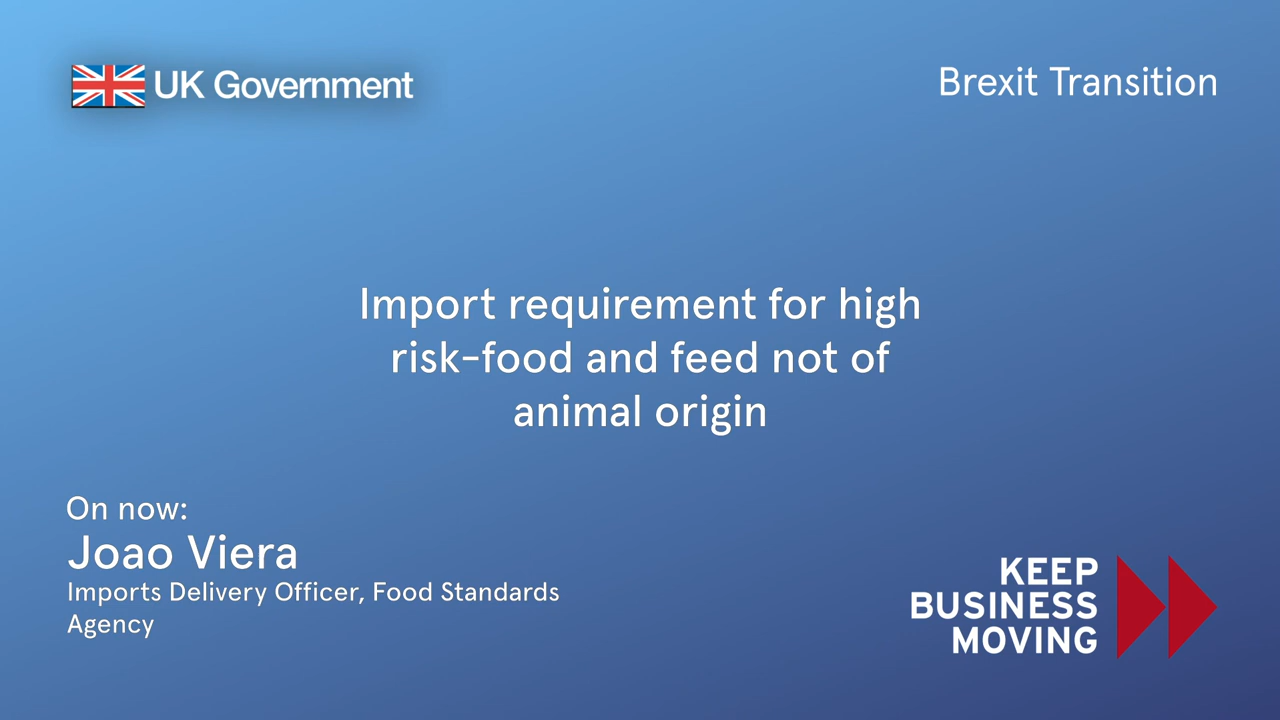 UK Government
Brexit Transition
Import requirement for high
risk-food and feed not of
animal origin
On now:
Joao Viera
Imports Delivery Officer, Food Standards
Agency
KEEP
BUSINESS
MOVING